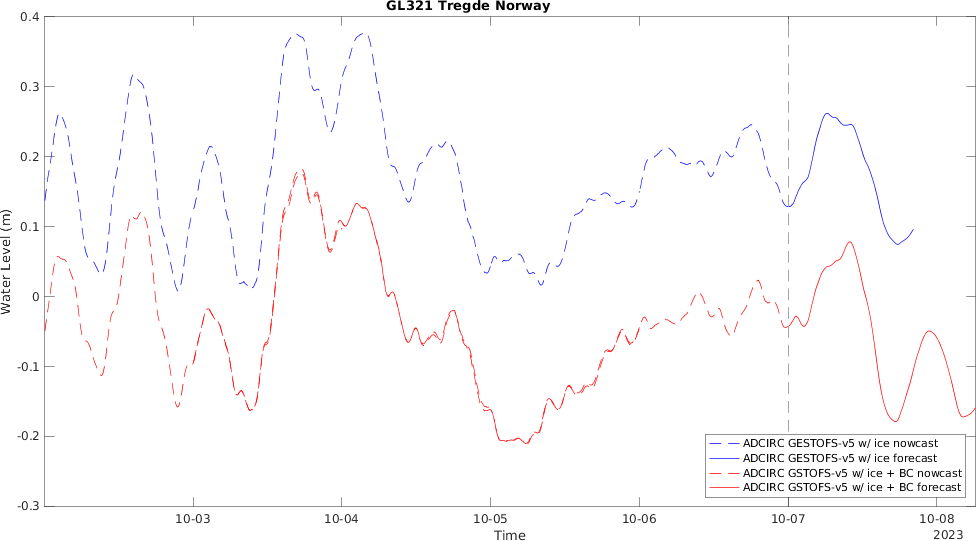 GL321 Tregde Norway
Water Level (m)
0.4
0.3
0.2
0.1
0
-0.1
-0.2
-0.3
ADCIRC GESTOFS-v5 w/ ice nowcast
ADCIRC GESTOFS-v5 w/ ice forecast
ADCIRC GSTOFS-v5 w/ ice + BC nowcast
ADCIRC GSTOFS-v5 w/ ice + BC forecast
10-03 10-04 10-05 10-06 10-07 10-08
Time 2023